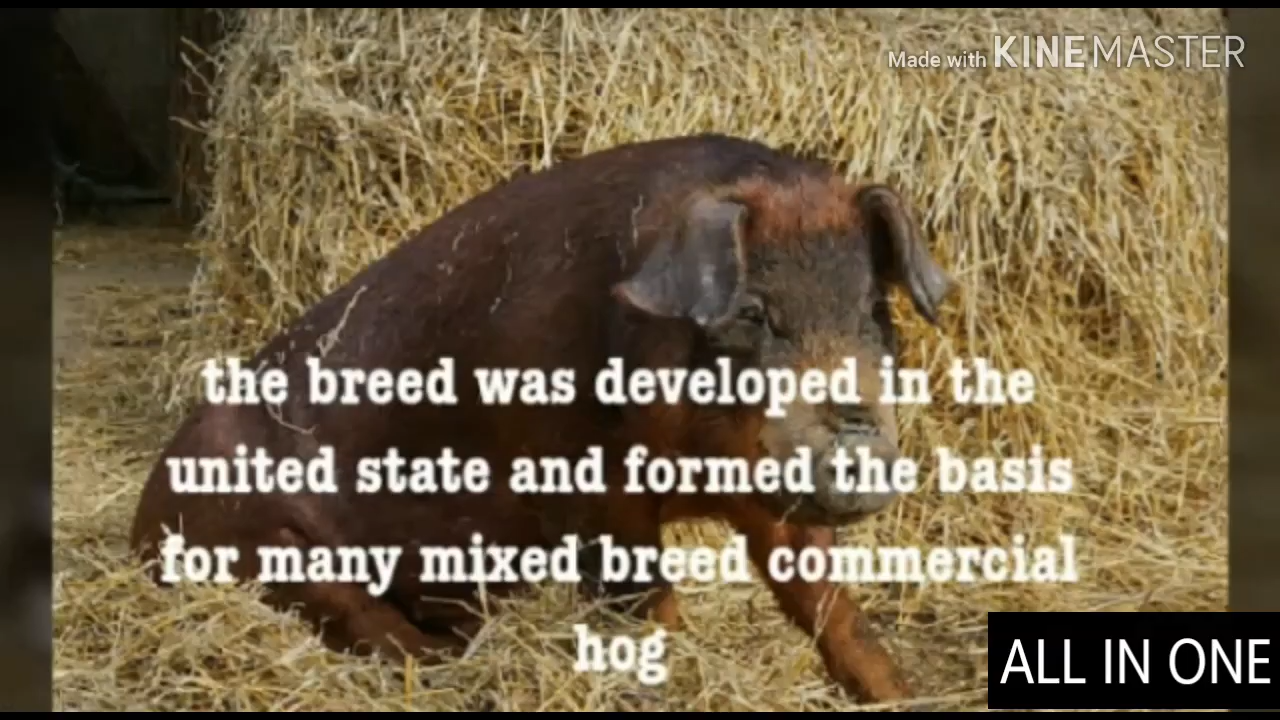 Made with KINEMASTER
the breed was developed in the
united state and formed the basis
for many mixed breed commercial
hog
ALL IN ONE